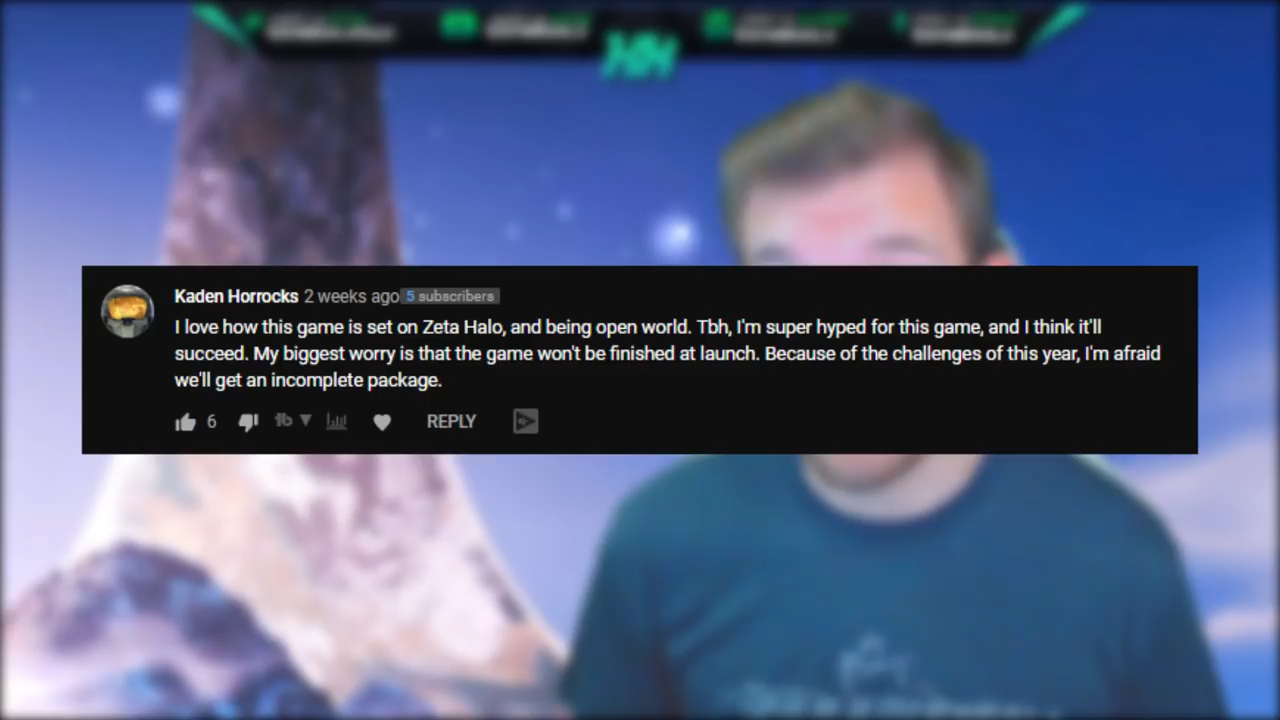 HH
Kaden Horrocks 2 weeks ago 5 subscribers
I love how this game is set on Zeta Halo, and being open world. Tbh, I'm super hyped for this game, and I think it'll
succeed. My biggest worry is that the game won't be finished at launch. Because of the challenges of this year, I'm afraid
we'll get an incomplete package.
6 REPLY